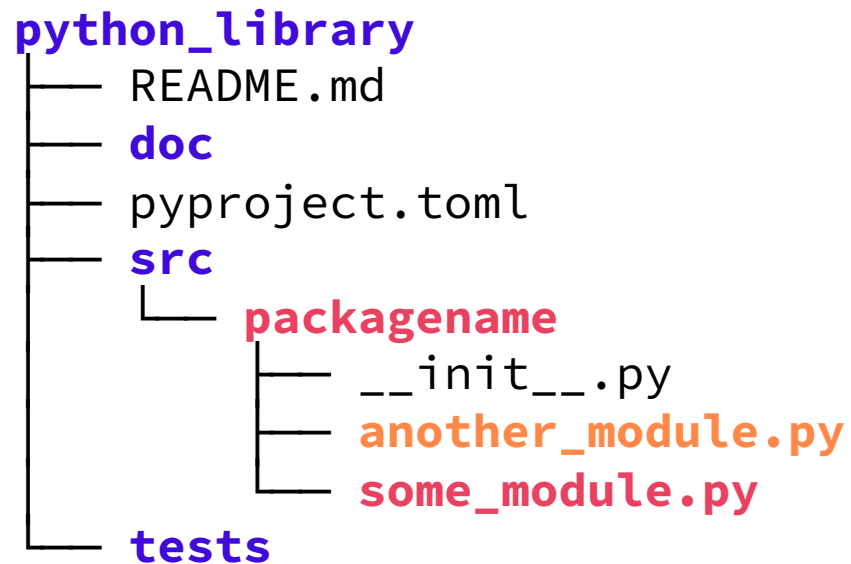 python_library
README.md
doc
pyproject.toml
src
packagename
__init__.py
another_module.py
some_module.py
tests